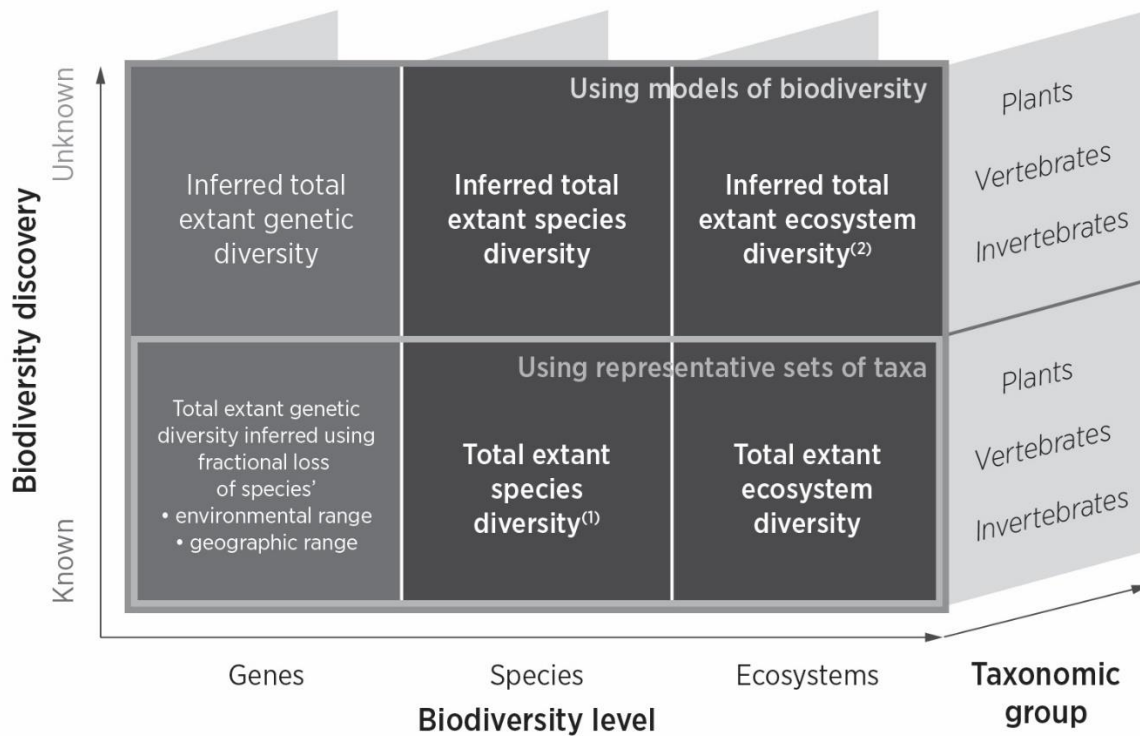 Biodiversity discovery
Unknown
Known
Using models of biodiversity
Inferred total
extant genetic
diversity
Inferred total
extant species
diversity
Inferred total
extant ecosystem
diversity(2)
Using representative sets of taxa
Total extant genetic
diversity inferred using
fractional loss
of species’
• environmental range
• geographic range
Total extant
species
diversity(1)
Total extant
ecosystem
diversity
Plants
Vertebrates
Invertebrates
Plants
Vertebrates
Invertebrates
Genes
Species
Ecosystems
Biodiversity level
Taxonomic
group